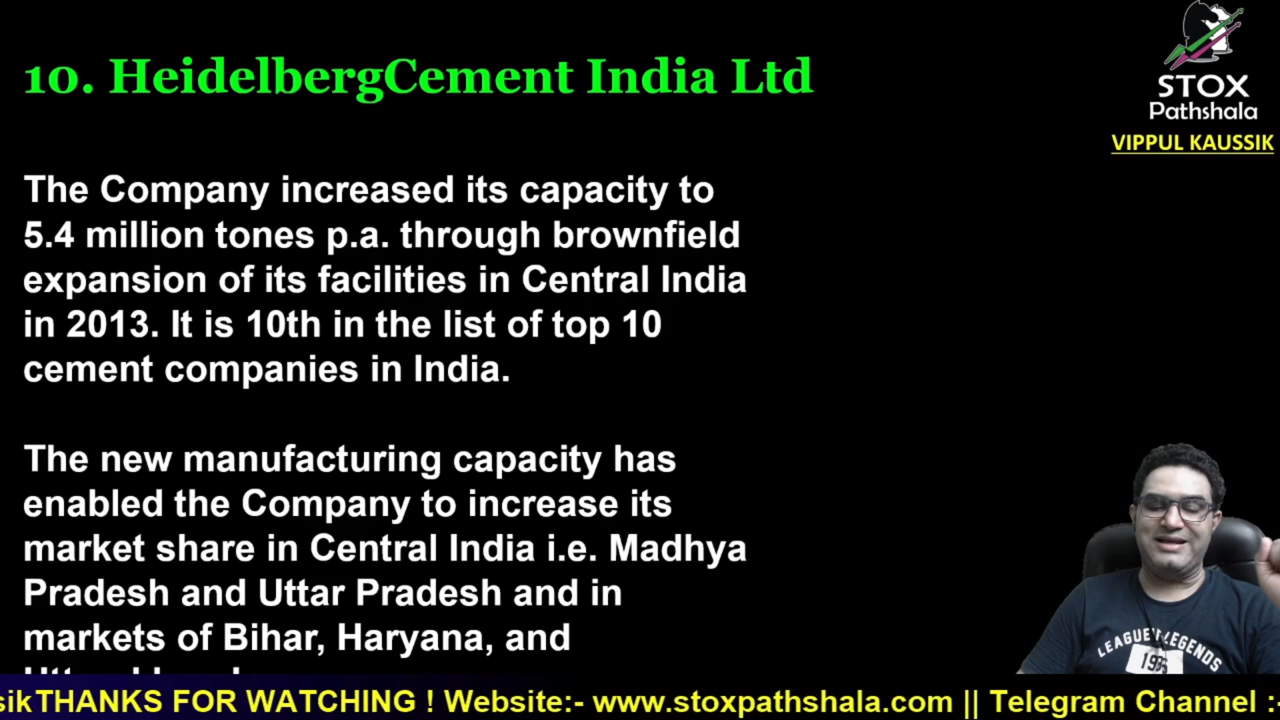 10. HeidelbergCement India Ltd
STOX
Pathshala
VIPPUL KAUSSIK
The Company increased its capacity to
5.4 million tones p.a. through brownfield
expansion of its facilities in Central India
in 2013. It is 10th in the list of top 10
cement companies in India.
The new manufacturing capacity has
enabled the Company to increase its
market share in Central India i.e. Madhya
Pradesh and Uttar Pradesh and in
markets of Bihar, Haryana, and
LEAGUE LEGENDS
sikTHANKS FOR WATCHING ! Website:- www.stoxpathshala.com || Telegram Channel :-